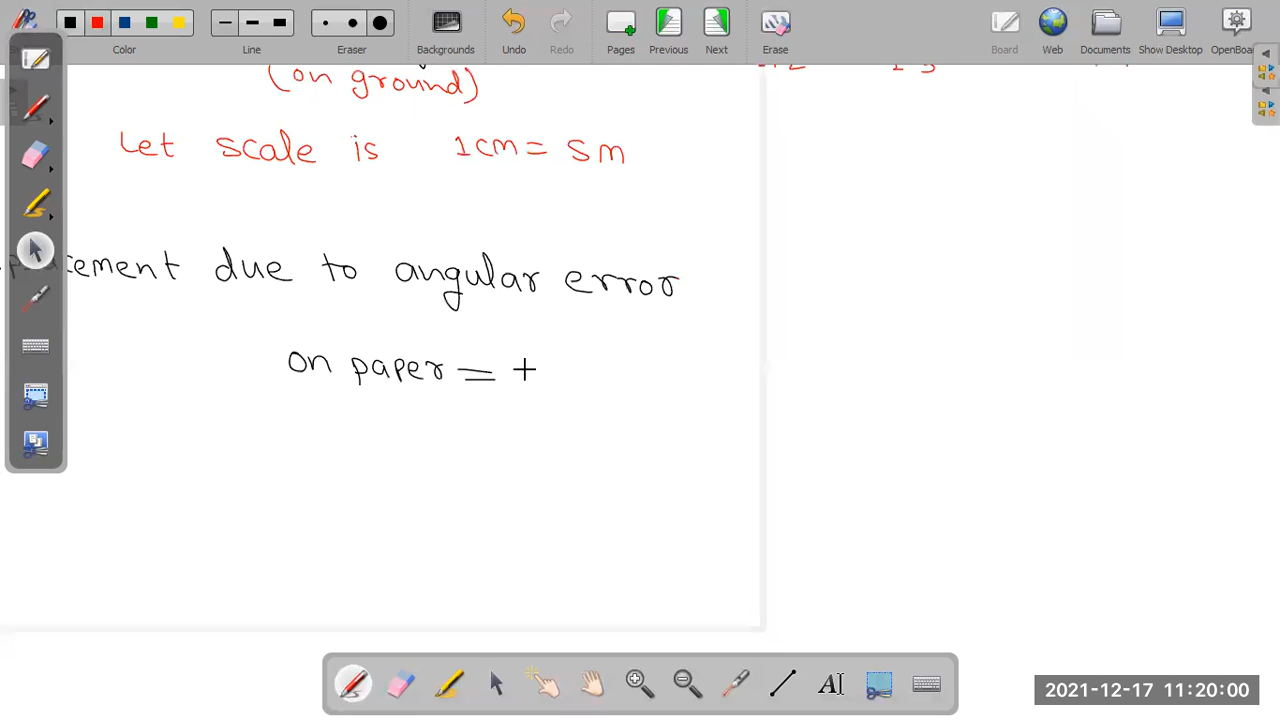 Color Line Eraser Backgrounds Undo Redo Pages Previous Next Erase Board Web Documents Show Desktop OpenBoa
(on ground)
Let scale is 1cm = 5m
cement due to angular error
on paper = +
2021-12-17 11:20:00